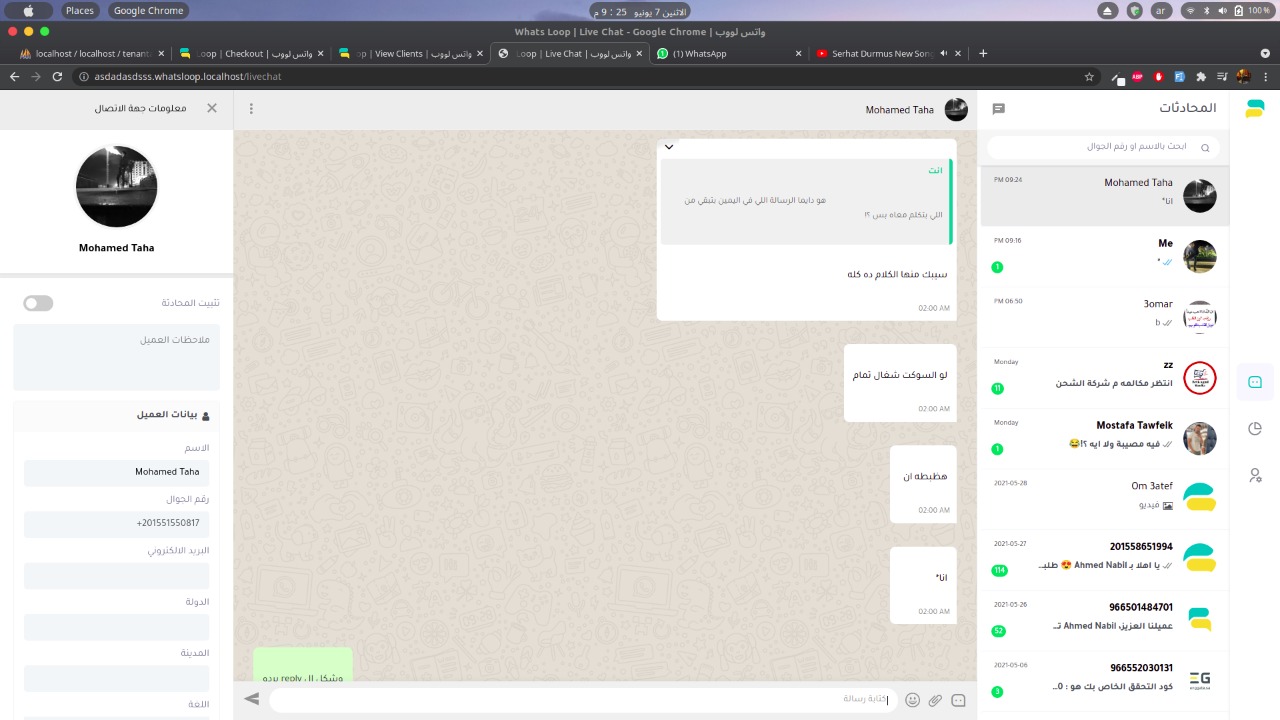 Places
Google Chrome
الاثنين 7 يونيو  25 : 9 م
ar
100 %
Whats Loop | Live Chat - Google Chrome | واتس لووب
localhost / localhost / tenant
oop | Checkout | واتس لووب
op | View Clients | واتس لووب
Loop | Live Chat | واتس لووب
(1) WhatsApp
Serhat Durmus New Song
asdadasdsss.whatsloop.localhost/livechat
ABP
المحادثات
ابحث بالاسم او رقم الجوال
Mohamed Taha
PM 09:24
انا*
Me
PM 09:16
*
1
3omar
PM 06:50
b
zz
Monday
انتظر مكالمه م شركة الشحن
11
Mostafa Tawfelk
Monday
فيه مصيبة ولا ايه ؟!😂
1
Om 3atef
2021-05-28
فيديو
201558651994
2021-05-27
يا اهلا بـ Ahmed Nabil 😍 طلبـ..
114
966501484701
2021-05-26
عميلنا العزيز، Ahmed Nabil تـ..
52
966552030131
2021-05-06
كود التحقق الخاص بك هو : 0..
3
Mohamed Taha
انت
هو دايما الرسالة اللي في اليمين بتبقي من
اللي بتكلم معاه بس ؟!
سيبك منها الكلام ده كله
02:00 AM
لو السوكت شغال تمام
02:00 AM
هظبطه ان
02:00 AM
انا*
02:00 AM
وشكل ال reply برده
كتابة رسالة
معلومات جهة الاتصال
Mohamed Taha
تثبيت المحادثة
ملاحظات العميل
بيانات العميل
الاسم
Mohamed Taha
رقم الجوال
+201551550817
البريد الالكتروني
الدولة
المدينة
اللغة